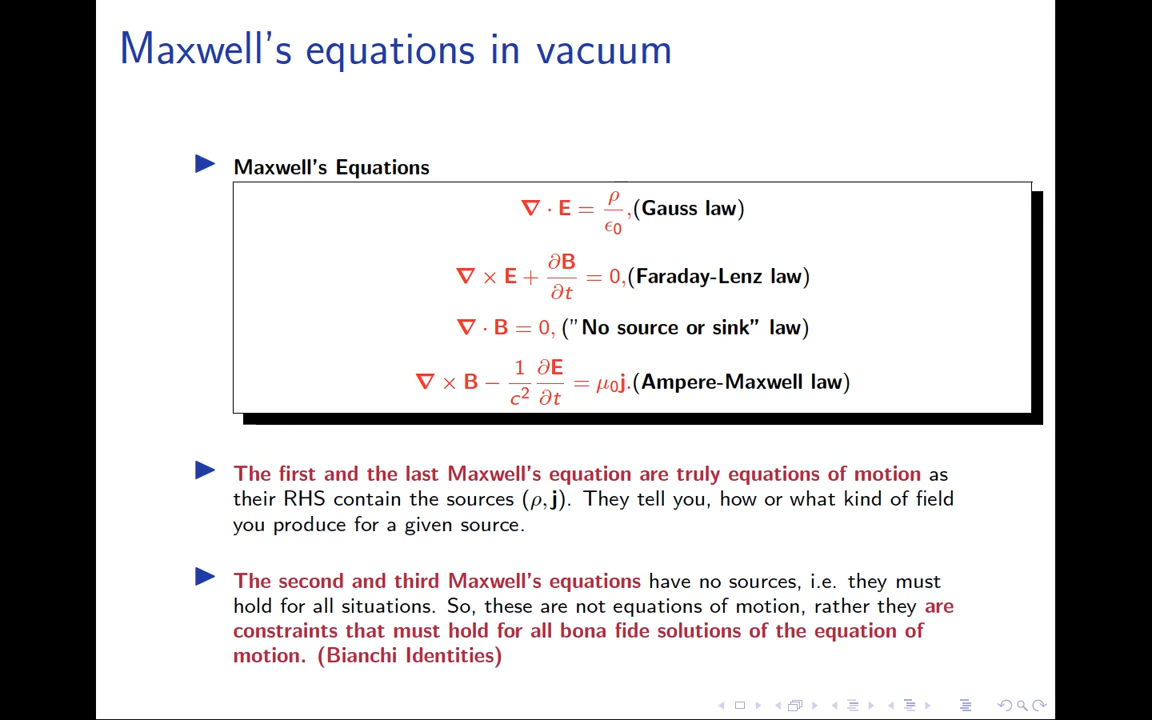 Maxwell's equations in vacuum
Maxwell's Equations
∇ · E = ρ/ϵ₀,(Gauss law)
∇ × E + ∂B/∂t = 0,(Faraday-Lenz law)
∇ · B = 0, ("No source or sink" law)
∇ × B − 1/c² ∂E/∂t = μ₀j.(Ampere-Maxwell law)
The first and the last Maxwell's equation are truly equations of motion as
their RHS contain the sources (ρ, j). They tell you, how or what kind of field
you produce for a given source.
The second and third Maxwell's equations have no sources, i.e. they must
hold for all situations. So, these are not equations of motion, rather they are
constraints that must hold for all bona fide solutions of the equation of
motion. (Bianchi Identities)